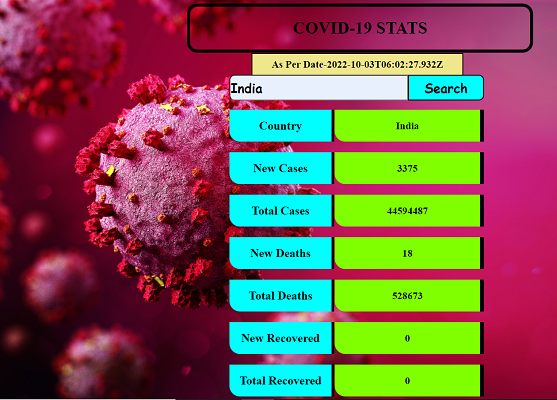 COVID-19 STATS
As Per Date-2022-10-03T06:02:27.932Z
India Search
Country India
New Cases 3375
Total Cases 44594487
New Deaths 18
Total Deaths 528673
New Recovered 0
Total Recovered 0